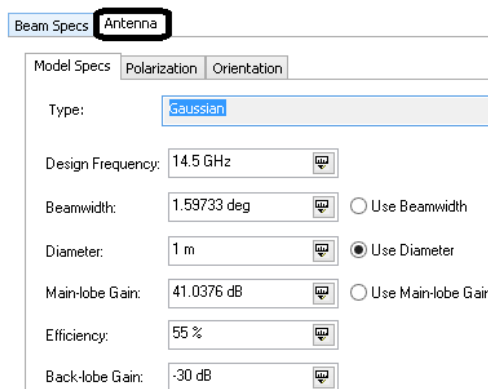 Beam Specs Antenna
Model Specs Polarization Orientation
Type: Gaussian
Design Frequency: 14.5 GHz
Beamwidth: 1.59733 deg Use Beamwidth
Diameter: 1 m Use Diameter
Main-lobe Gain: 41.0376 dB Use Main-lobe Gair
Efficiency: 55 %
Back-lobe Gain: -30 dB